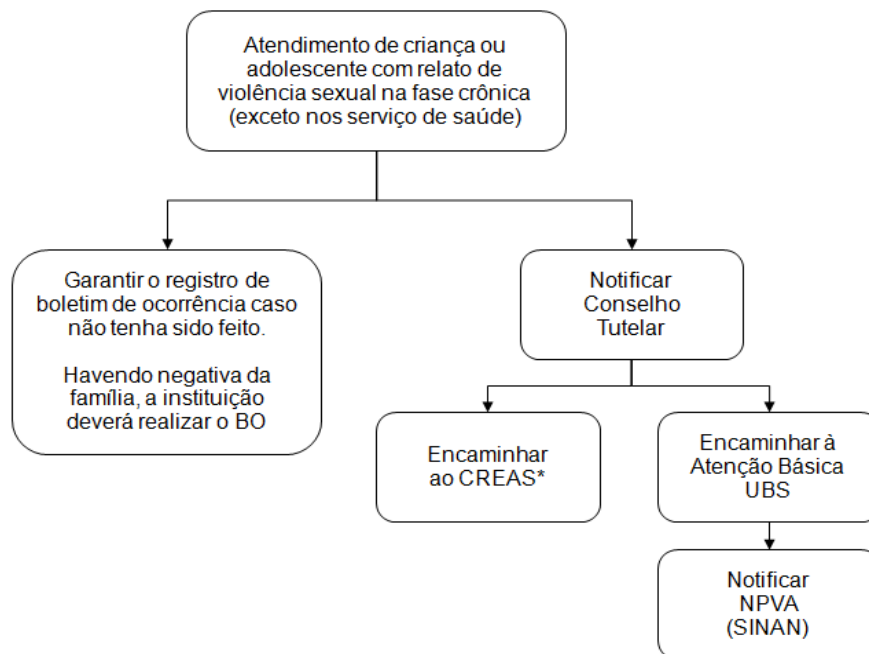 Atendimento de criança ou
adolescente com relato de
violência sexual na fase crônica
(exceto nos serviço de saúde)
Garantir o registro de
boletim de ocorrência caso
não tenha sido feito.
Havendo negativa da
família, a instituição
deverá realizar o BO
Notificar
Conselho
Tutelar
Encaminhar
ao CREAS*
Encaminhar à
Atenção Básica
UBS
Notificar
NPVA
(SINAN)